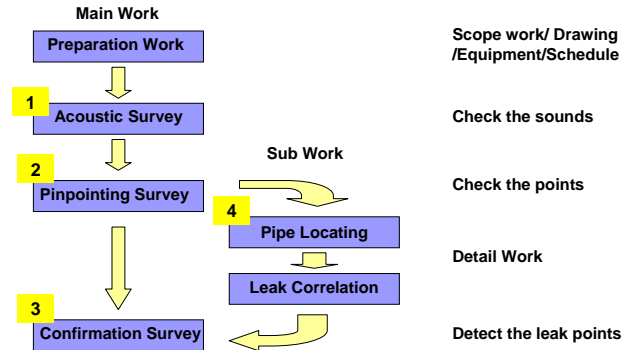 Main Work
Preparation Work
Scope work/ Drawing
/Equipment/Schedule
1
Acoustic Survey
Check the sounds
Sub Work
2
Pinpointing Survey
Check the points
4
Pipe Locating
Detail Work
Leak Correlation
3
Confirmation Survey
Detect the leak points